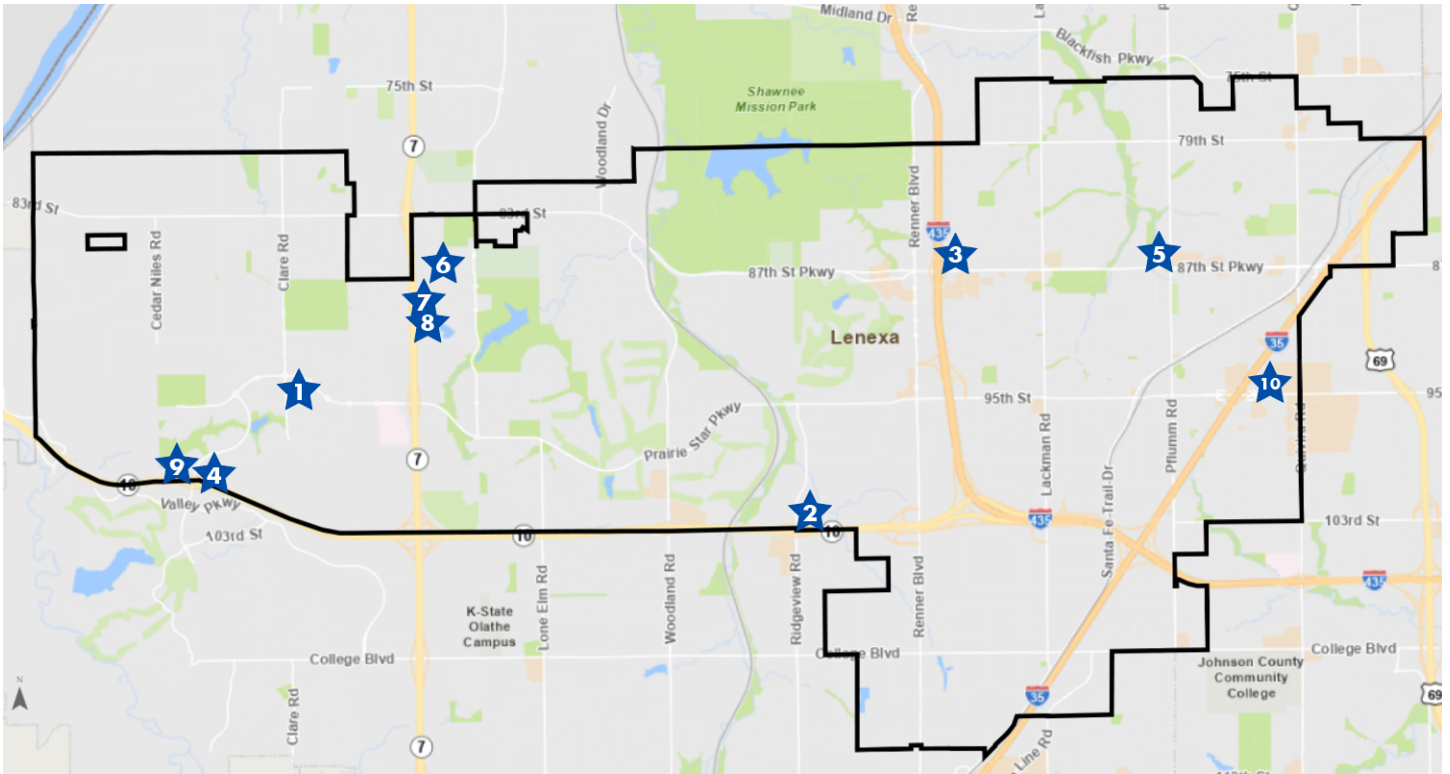 Midland Dr
Blackfish Pkwy
75th St
75th St
Shawnee
Mission Park
Woodland Dr
7
79th St
Renner Blvd
83rd St
83rd St
Cedar Niles Rd
Clare Rd
435
6
3
5
87th St Pkwy
87th St Pkwy
7
8
Lenexa
35
69
1
10
95th St
95
Prairie Star Pkwy
Lackman Rd
Pflumm Rd
Quivira Rd
7
9
4
10
Valley Pkwy
103rd St
Santa Fe Trail Dr
2
10
10
435
103rd St
435
K-State
Olathe
Campus
Lone Elm Rd
Woodland Rd
Ridgeview Rd
Renner Blvd
College Blvd
College Blvd
College Blvd
Johnson County
Community
College
N
Clare Rd
35
69
7
Line Rd